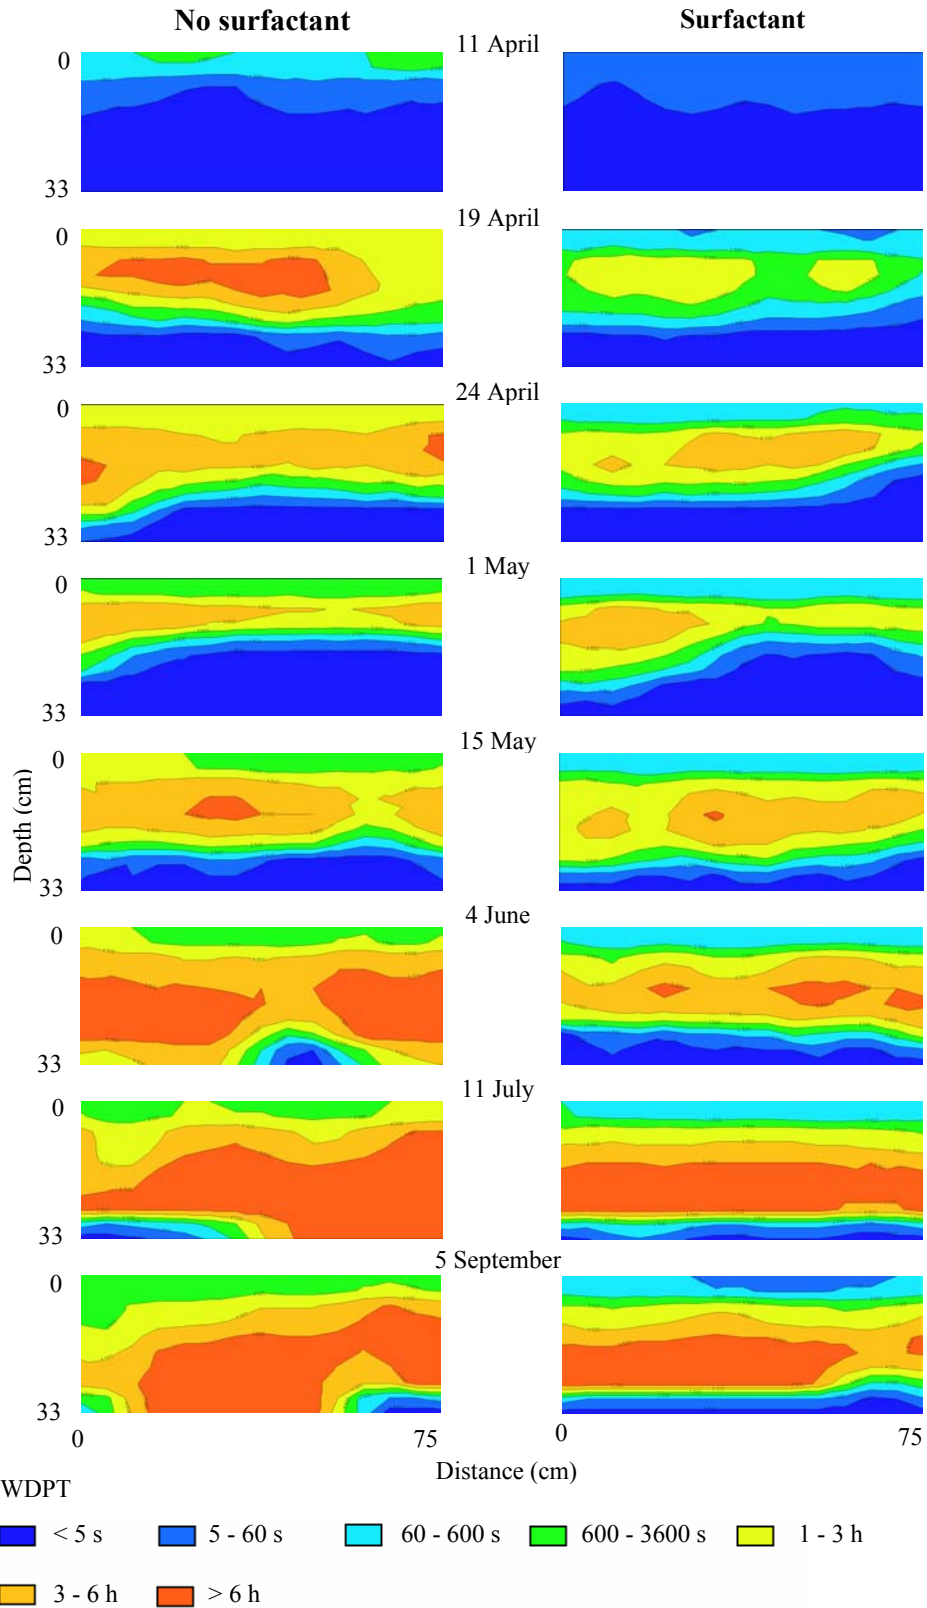 No surfactant Surfactant
11 April
0
33
19 April
0
33
24 April
0
33
1 May
0
33
15 May
0
33
4 June
0
33
11 July
0
33
5 September
0
33
Depth (cm)
0 75 0 75
Distance (cm)
WDPT
< 5 s 5 - 60 s 60 - 600 s 600 - 3600 s 1 - 3 h
3 - 6 h > 6 h